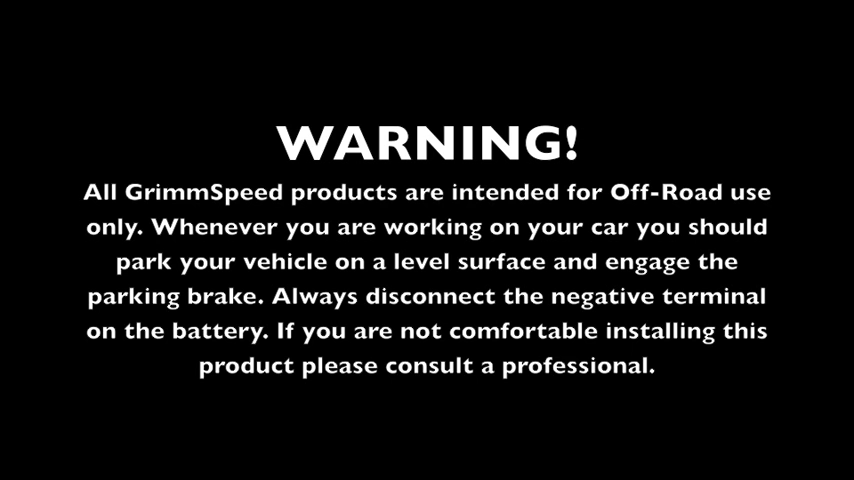 WARNING!
All GrimmSpeed products are intended for Off-Road use
only. Whenever you are working on your car you should
park your vehicle on a level surface and engage the
parking brake. Always disconnect the negative terminal
on the battery. If you are not comfortable installing this
product please consult a professional.